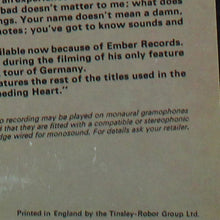 bad doesn't matter to me; what does
ngs. Your name doesn't mean a damn.
notes; you've got to know sounds and
ilable now because of Ember Records.
during the filming of his only feature
tour of Germany.
atures the rest of the titles used in the
eeding Heart."
o recording may be played on monaural gramophones
d that they are fitted with a compatible or stereophonic
dge wired for monosound. For details ask your retailer.
Printed in England by the Tinsley-Robor Group Ltd.